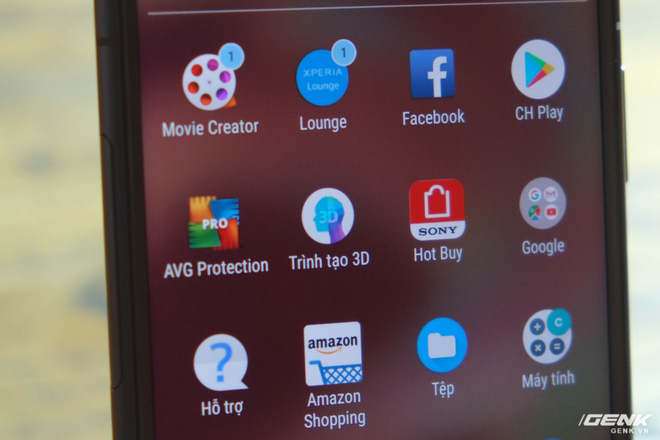 1
1
XPERIA
Lounge
f
Movie Creator
Lounge
Facebook
CH Play
PRO
3D
SONY
G
M
AVG Protection
Trình tạo 3D
Hot Buy
Google
?
amazon
C
+
-
×
=
Hỗ trợ
Amazon
Shopping
Tệp
Máy tính
GENK
GENK.VN